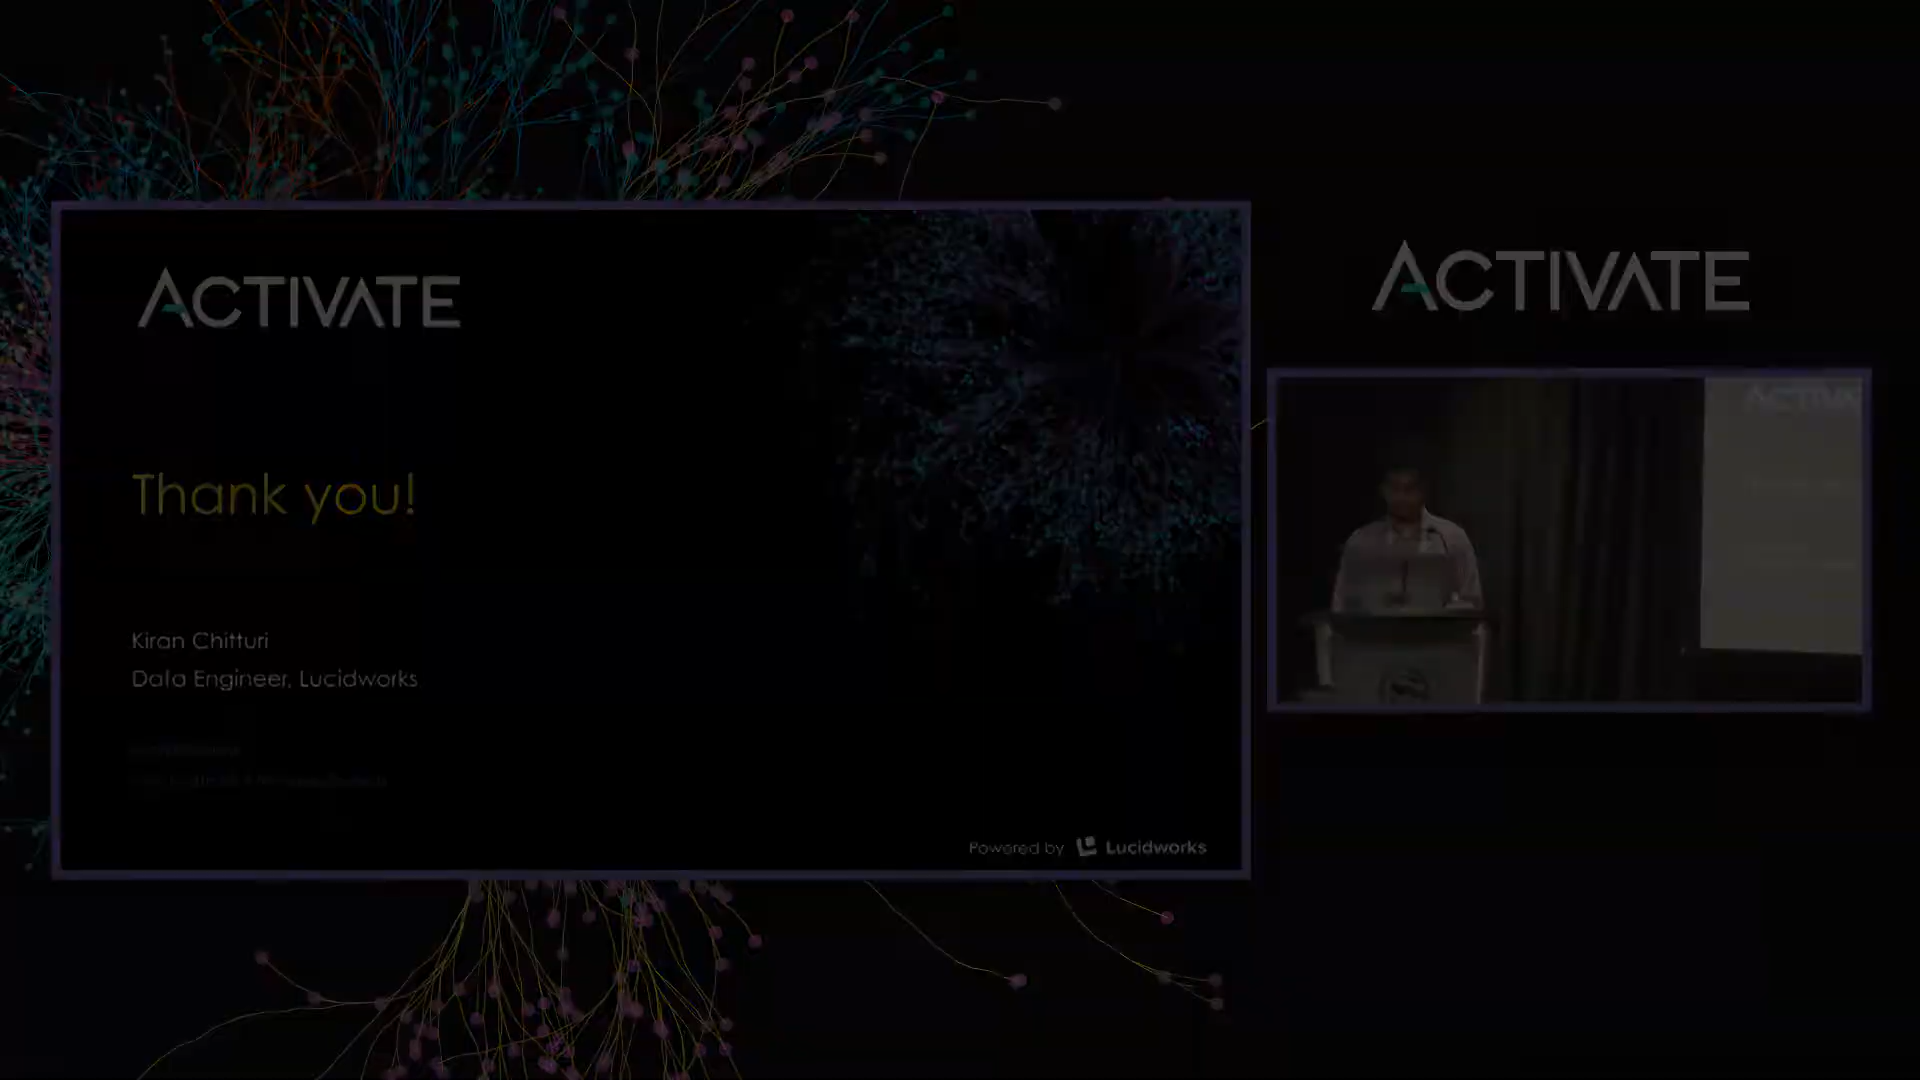 ACTIVATE
Thank you!
Kiran Chitturi
Data Engineer, Lucidworks
Powered by Lucidworks
ACTIVATE